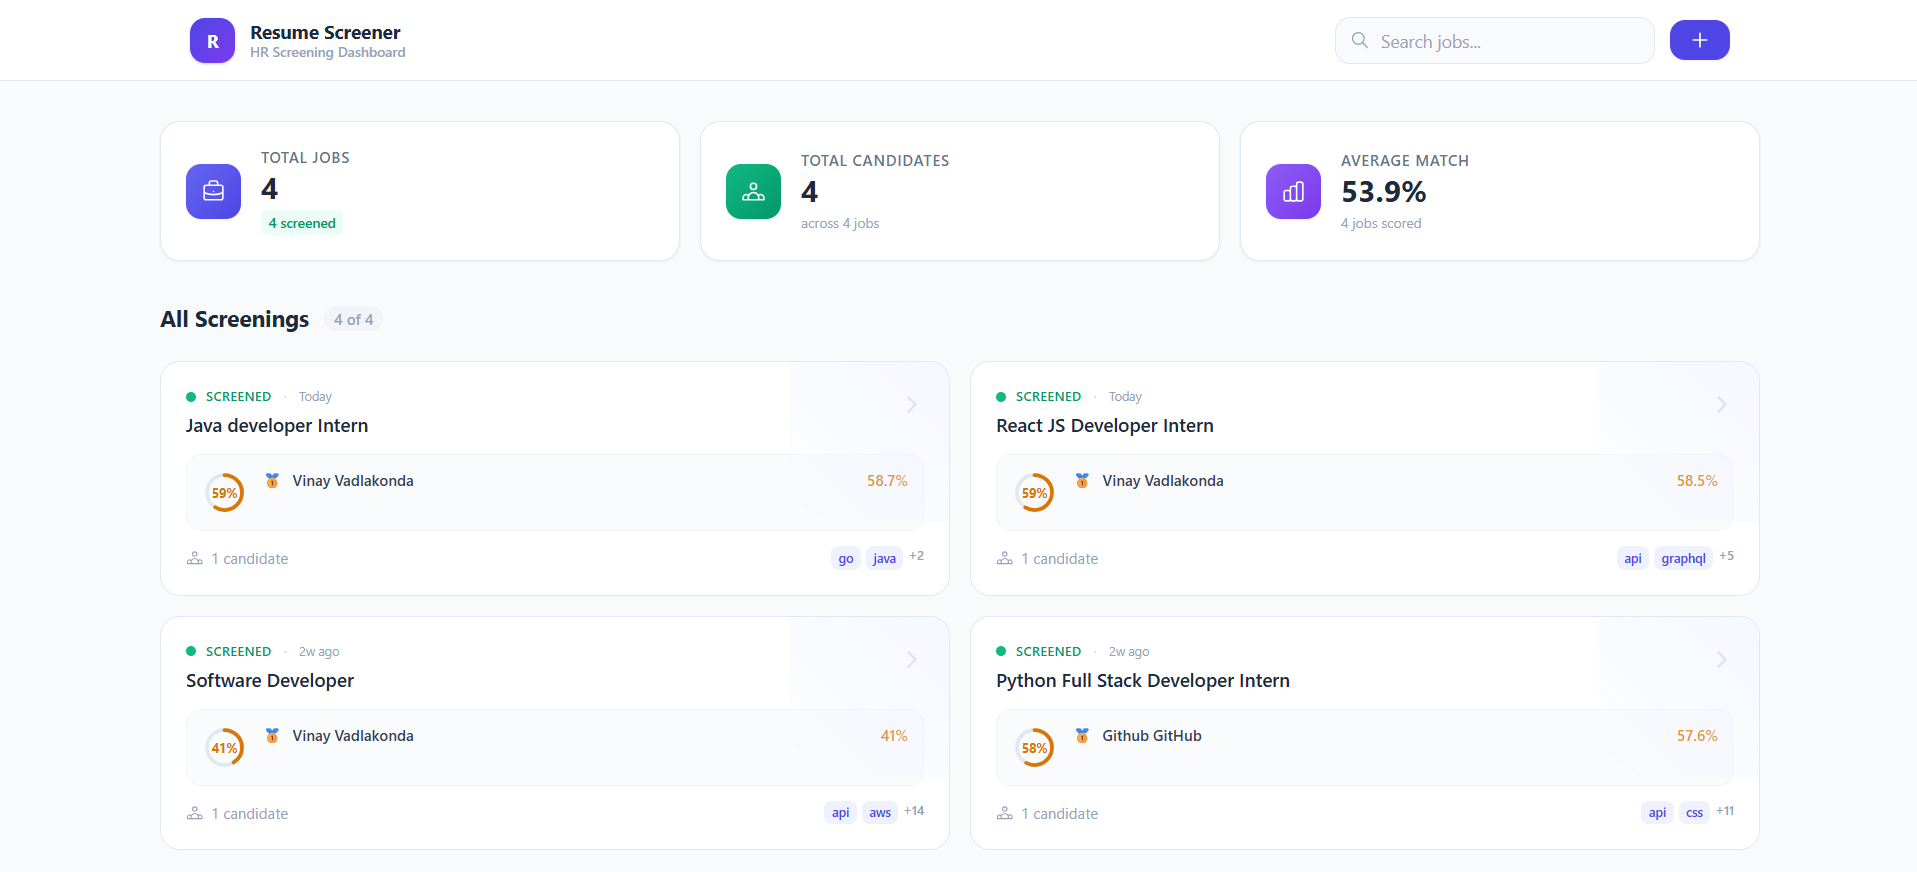 R
Resume Screener
HR Screening Dashboard
Search jobs...
TOTAL JOBS
4
4 screened
TOTAL CANDIDATES
4
across 4 jobs
AVERAGE MATCH
53.9%
4 jobs scored
All Screenings 4 of 4
SCREENED · Today
Java developer Intern
59% 1 Vinay Vadlakonda 58.7%
1 candidate go java +2
SCREENED · Today
React JS Developer Intern
59% 1 Vinay Vadlakonda 58.5%
1 candidate api graphql +5
SCREENED · 2w ago
Software Developer
41% 1 Vinay Vadlakonda 41%
1 candidate api aws +14
SCREENED · 2w ago
Python Full Stack Developer Intern
58% 1 Github GitHub 57.6%
1 candidate api css +11